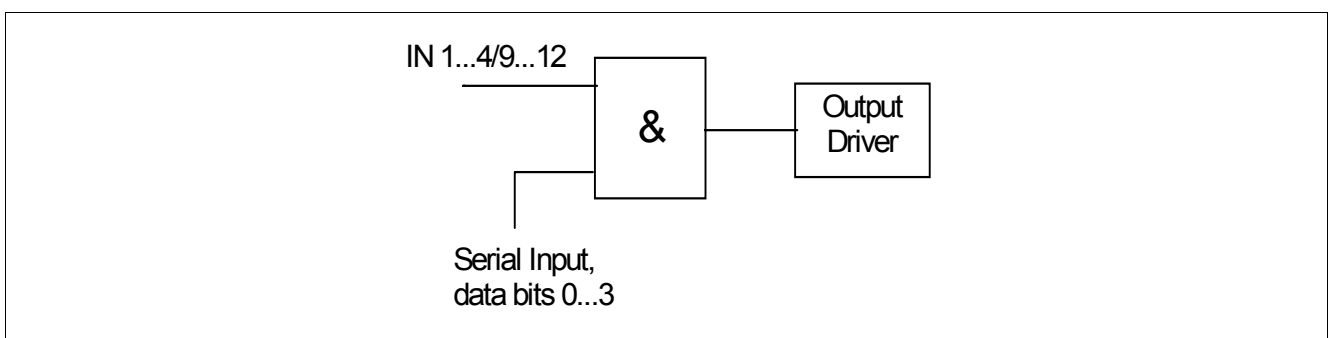 IN 1...4/9...12
&
Output
Driver
Serial Input,
data bits 0...3